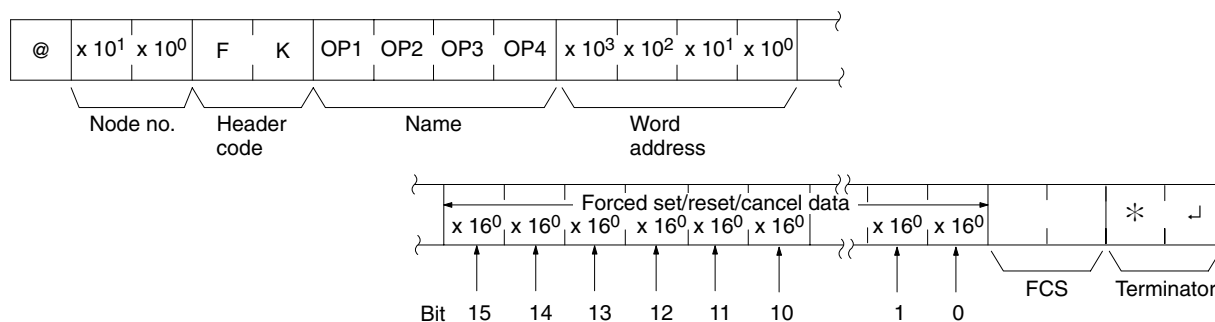 @ x 10¹ x 10⁰ F K OP1 OP2 OP3 OP4 x 10³ x 10² x 10¹ x 10⁰
Node no. Header code Name Word address
Forced set/reset/cancel data
x 16⁰ x 16⁰ x 16⁰ x 16⁰ x 16⁰ x 16⁰ x 16⁰ x 16⁰ * ↵
FCS Terminator
Bit 15 14 13 12 11 10 1 0